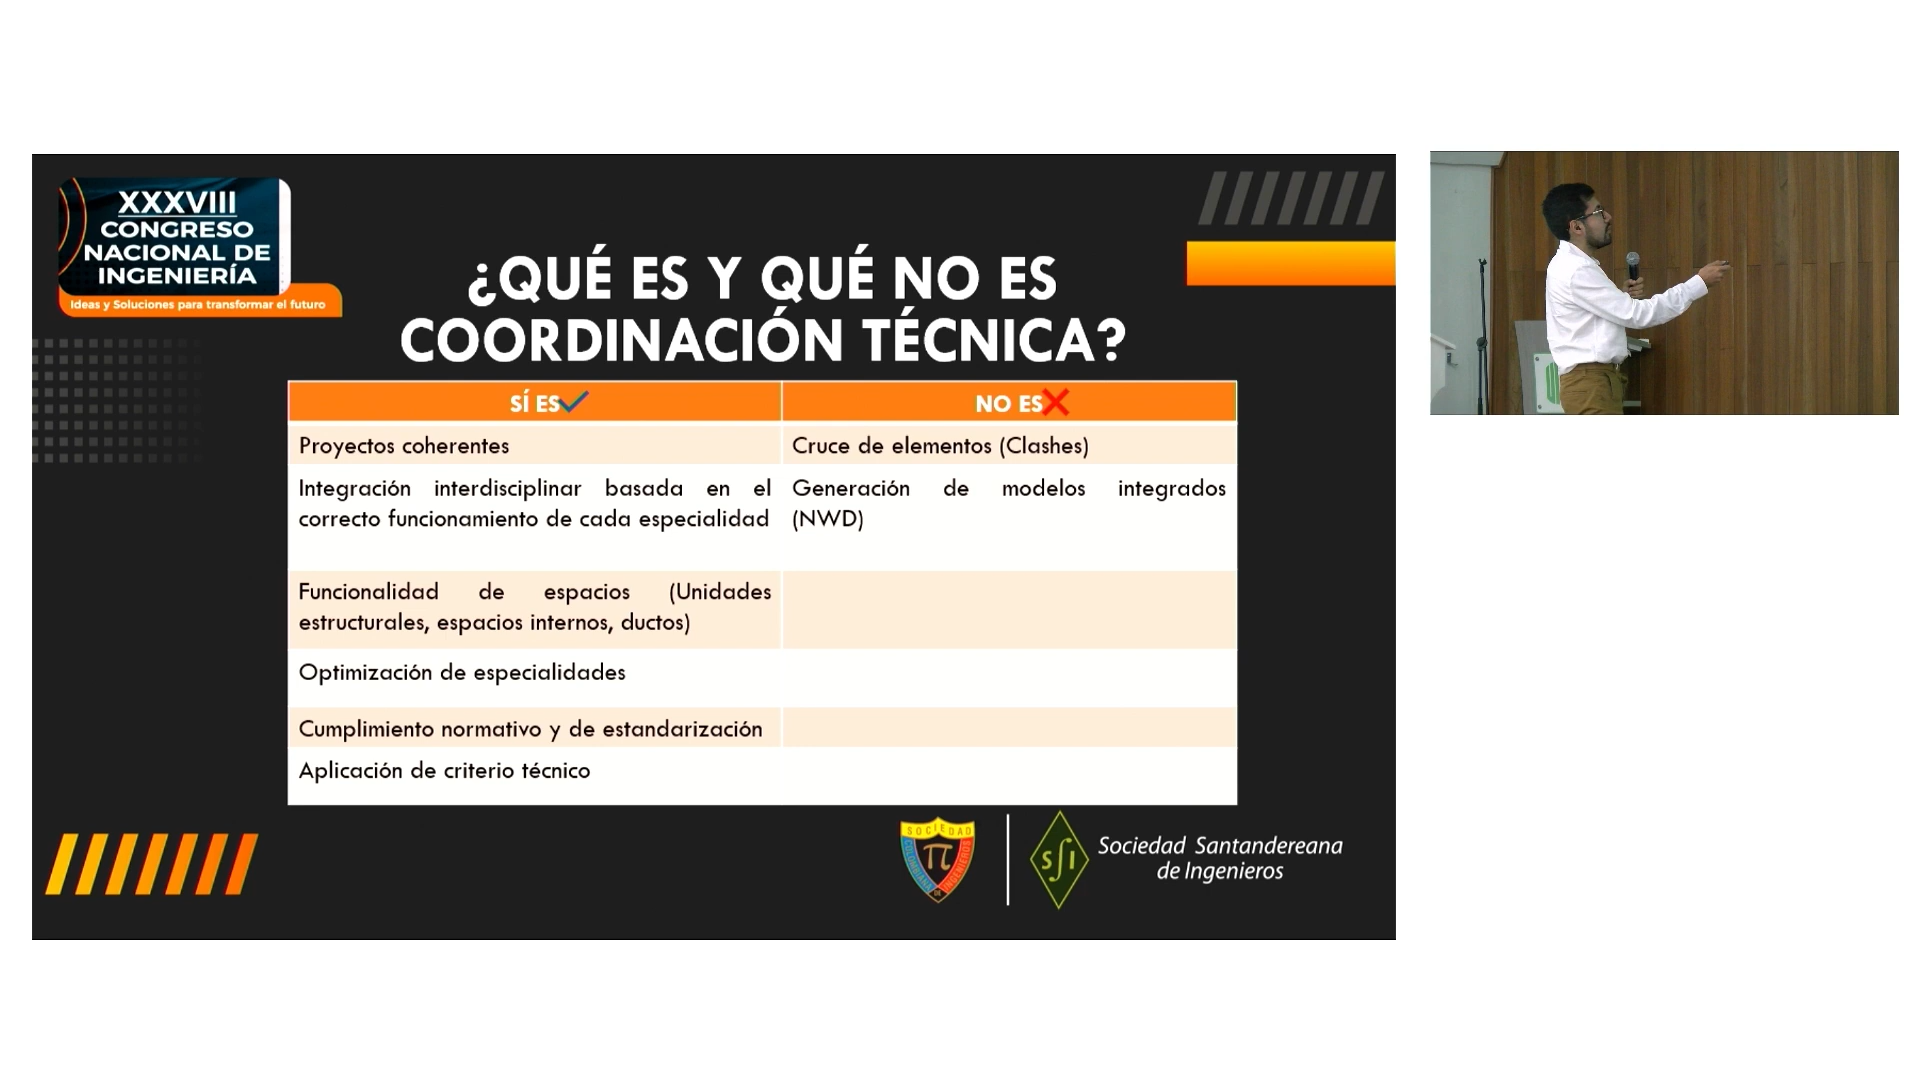 XXXVIII
CONGRESO
NACIONAL DE
INGENIERÍA
Ideas y Soluciones para transformar el futuro
¿QUÉ ES Y QUÉ NO ES
COORDINACIÓN TÉCNICA?
SÍ ES
NO ES
Proyectos coherentes
Cruce de elementos (Clashes)
Integración interdisciplinar basada en el
correcto funcionamiento de cada especialidad
Generación de modelos integrados
(NWD)
Funcionalidad de espacios (Unidades
estructurales, espacios internos, ductos)
Optimización de especialidades
Cumplimiento normativo y de estandarización
Aplicación de criterio técnico
SOCIEDAD
COLOMBIANA
DE
INGENIEROS
π
S∫I
Sociedad Santandereana
de Ingenieros